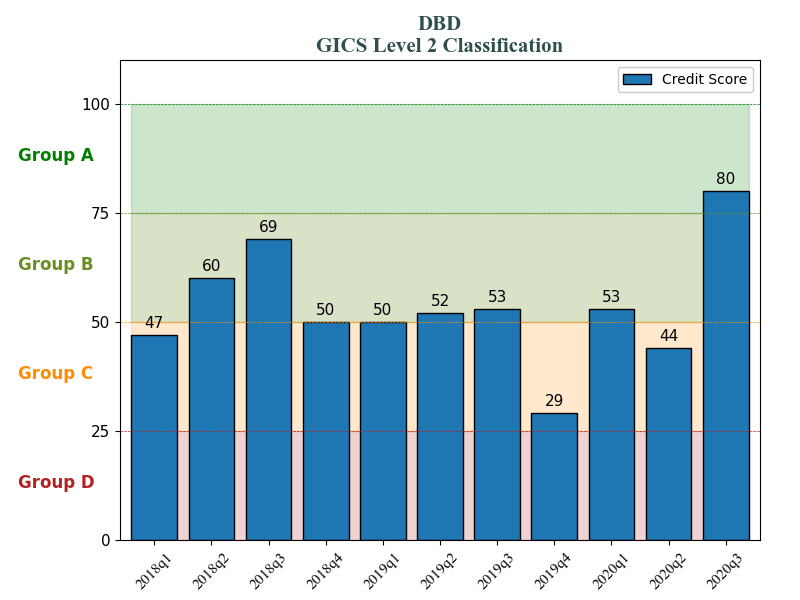 DBD
GICS Level 2 Classification
Credit Score
100
75
50
25
0
Group A
Group B
Group C
Group D
47
60
69
50
50
52
53
29
53
44
80
2018q1
2018q2
2018q3
2018q4
2019q1
2019q2
2019q3
2019q4
2020q1
2020q2
2020q3